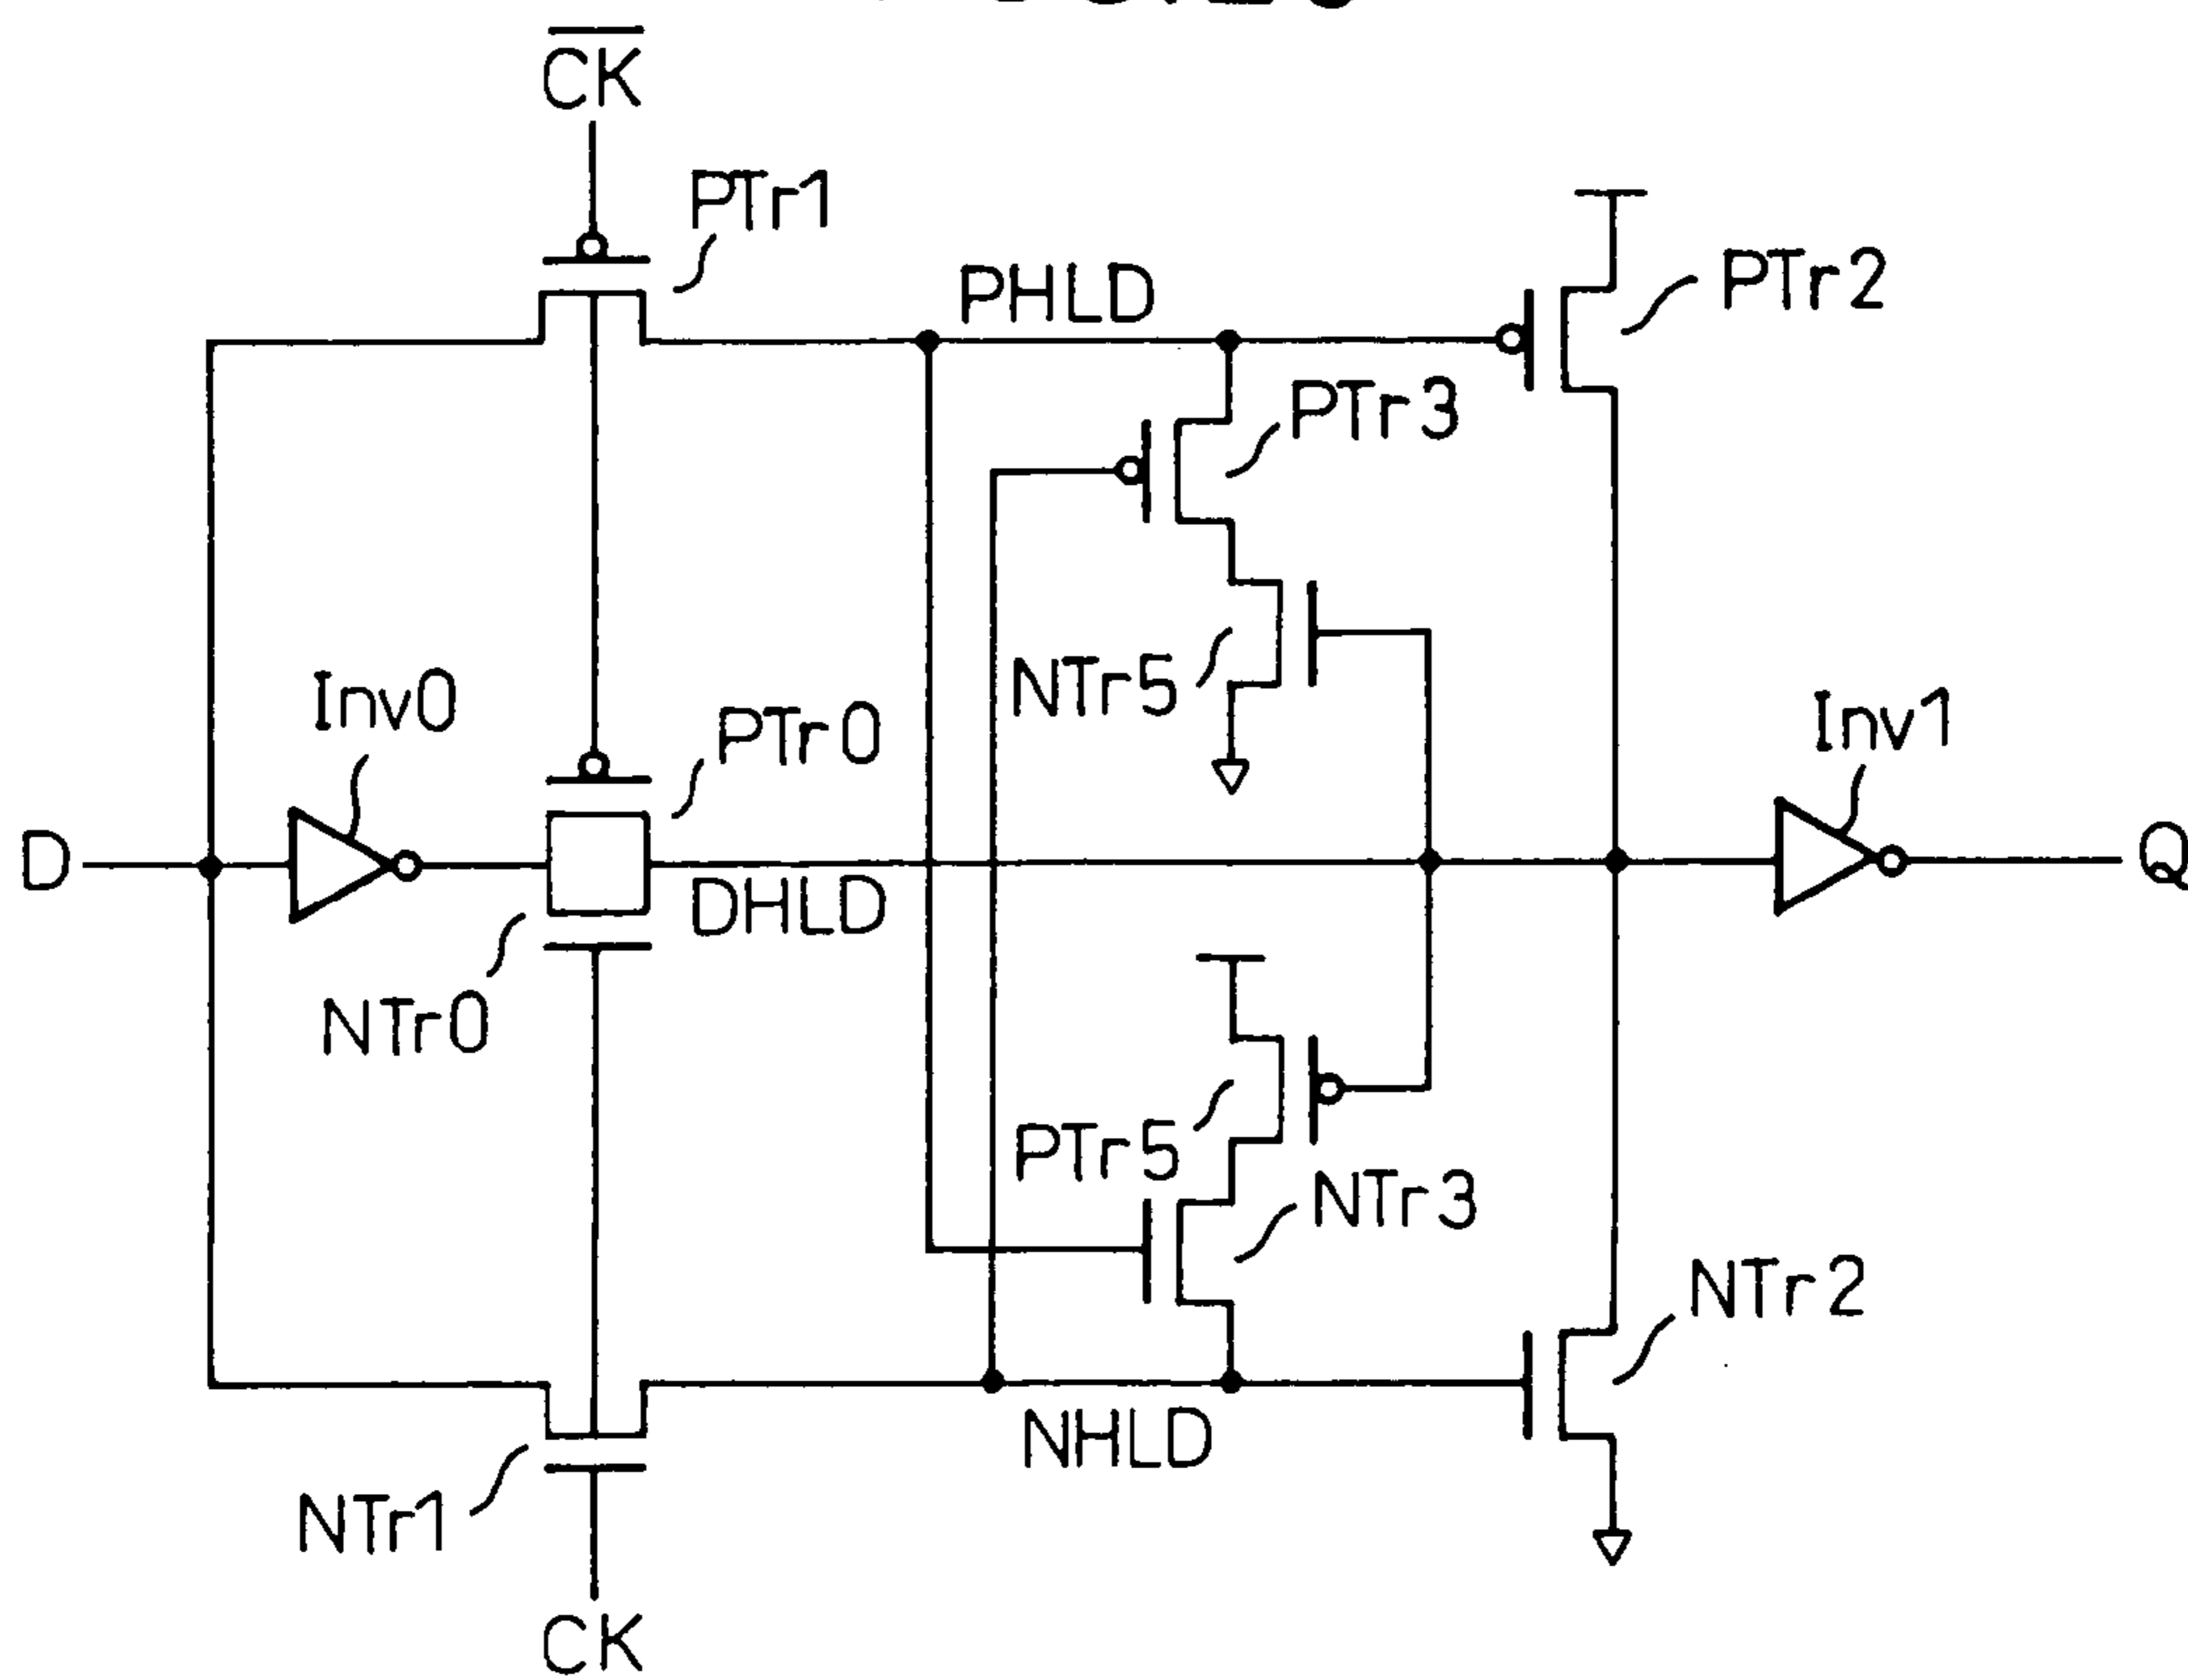 CK
PTr1
PHLD
PTr2
PTr3
NTr5
Inv0
PTr0
Inv1
D
DHLD
Q
NTr0
PTr5
NTr3
NTr2
NHLD
NTr1
CK